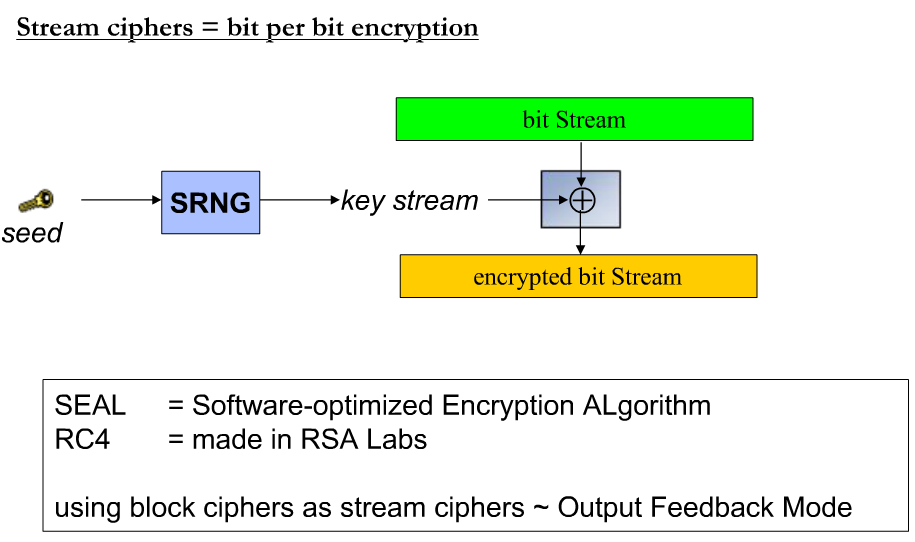 Stream ciphers = bit per bit encryption
bit Stream
seed
SRNG
key stream
encrypted bit Stream
SEAL = Software-optimized Encryption ALgorithm
RC4 = made in RSA Labs
using block ciphers as stream ciphers ~ Output Feedback Mode